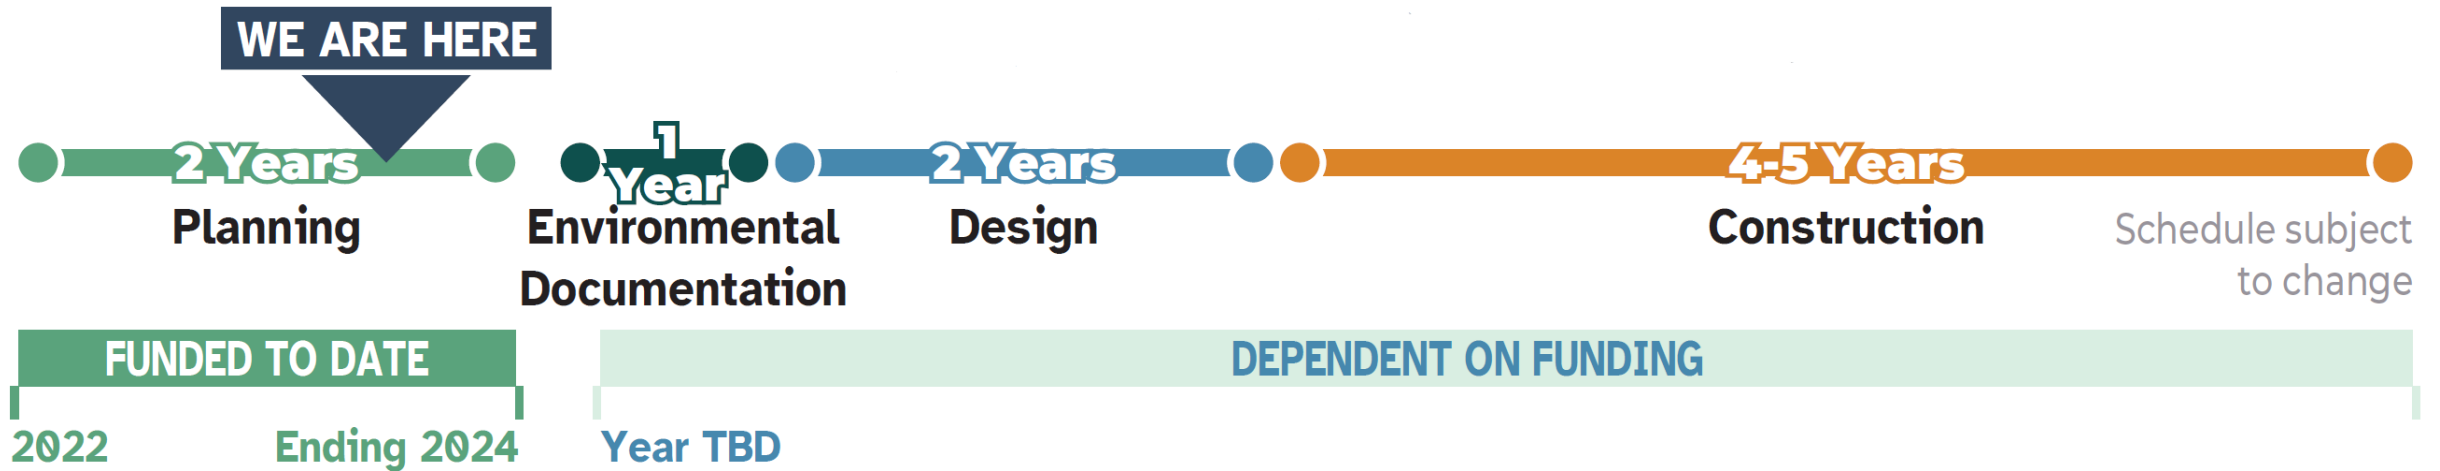 WE ARE HERE
2 Years
1
Year
2 Years
4-5 Years
Planning
Environmental
Documentation
Design
Construction
Schedule subject
to change
FUNDED TO DATE
DEPENDENT ON FUNDING
2022
Ending 2024
Year TBD